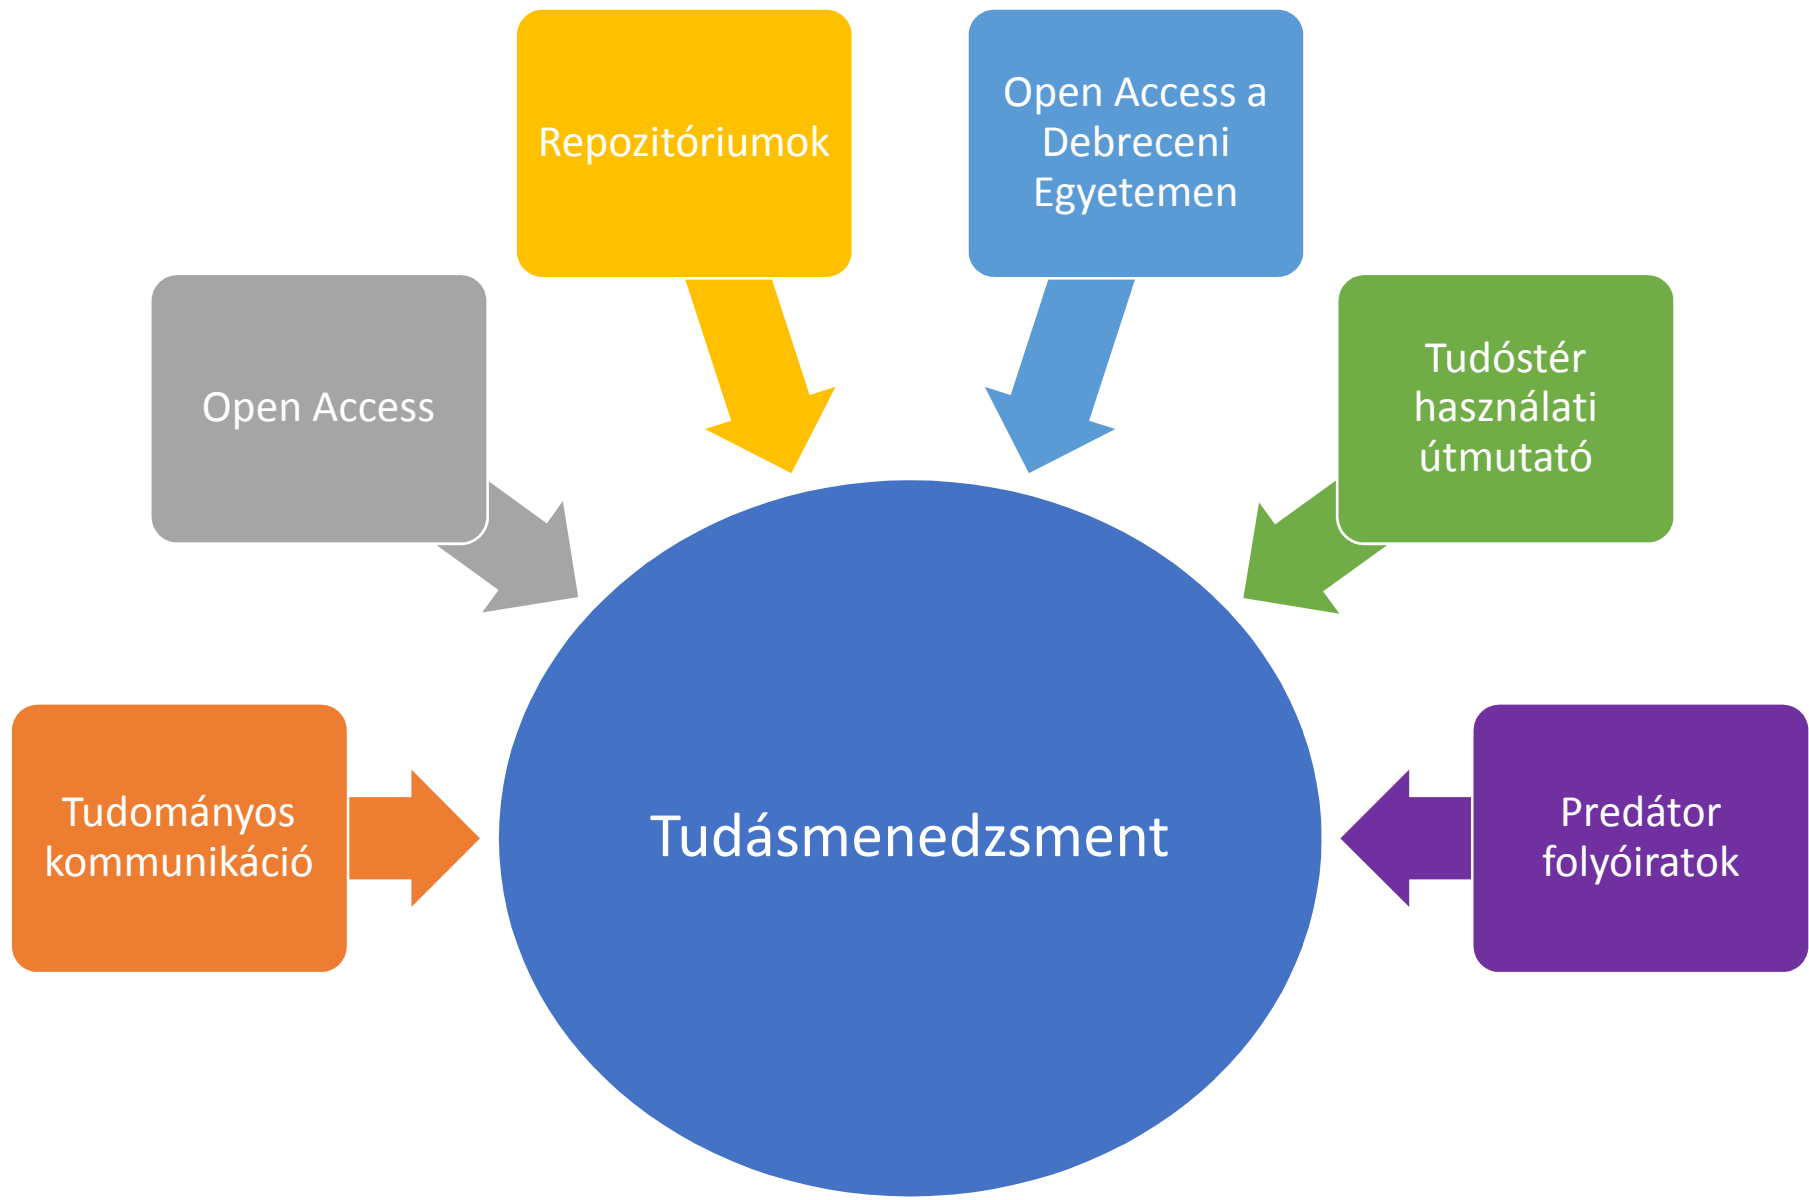 Repozitóriumok
Open Access a
Debreceni
Egyetemen
Open Access
Tudóstér
használati
útmutató
Tudományos
kommunikáció
Tudásmenedzsment
Predátor
folyóiratok